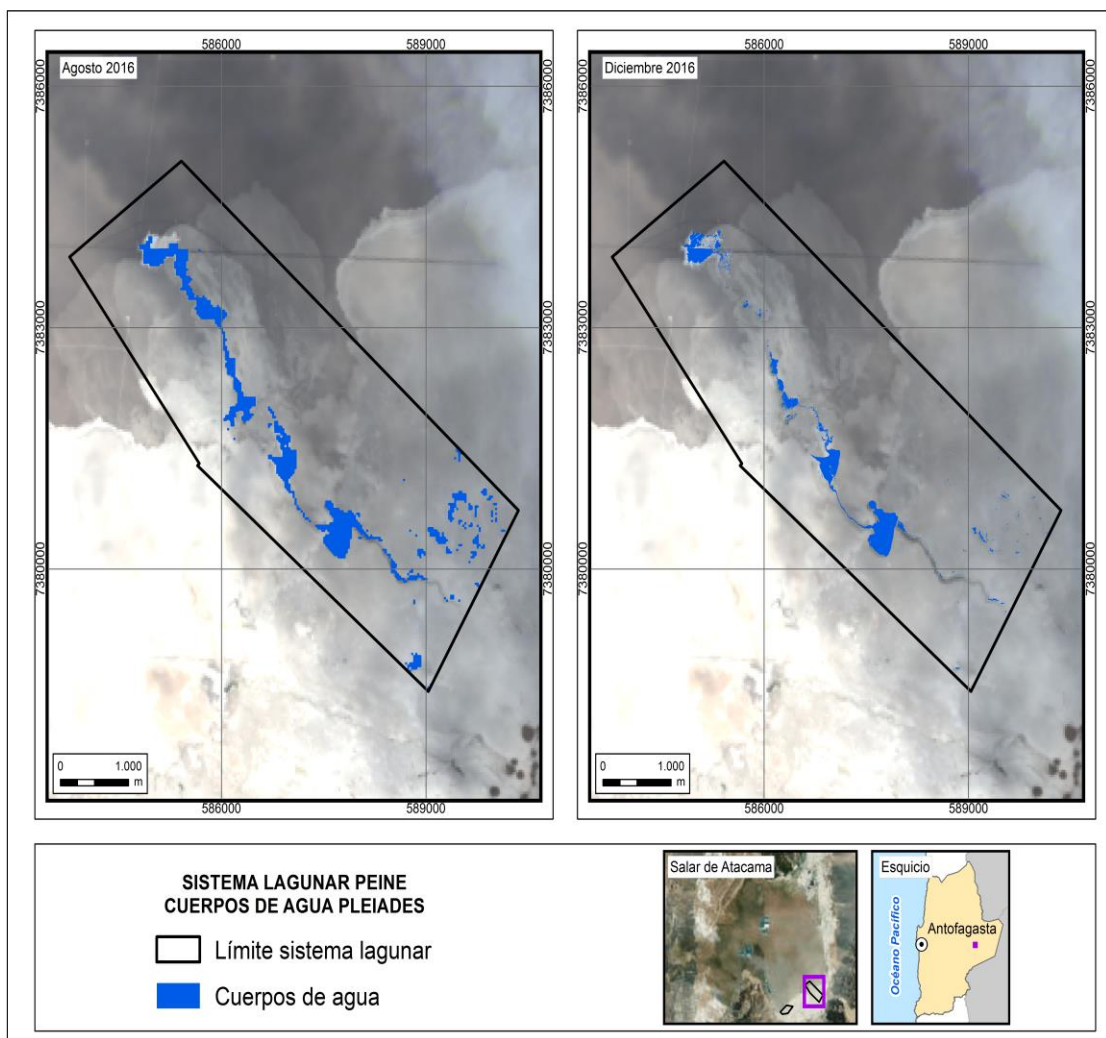 586000 589000
586000 589000
Agosto 2016
Diciembre 2016
7386000
7386000
7386000
7386000
7383000
7383000
7383000
7383000
7380000
7380000
7380000
7380000
0 1.000
m
0 1.000
m
586000 589000
586000 589000
SISTEMA LAGUNAR PEINE
CUERPOS DE AGUA PLEIADES
Límite sistema lagunar
Cuerpos de agua
Salar de Atacama
Esquicio
Océano Pacífico
Antofagasta